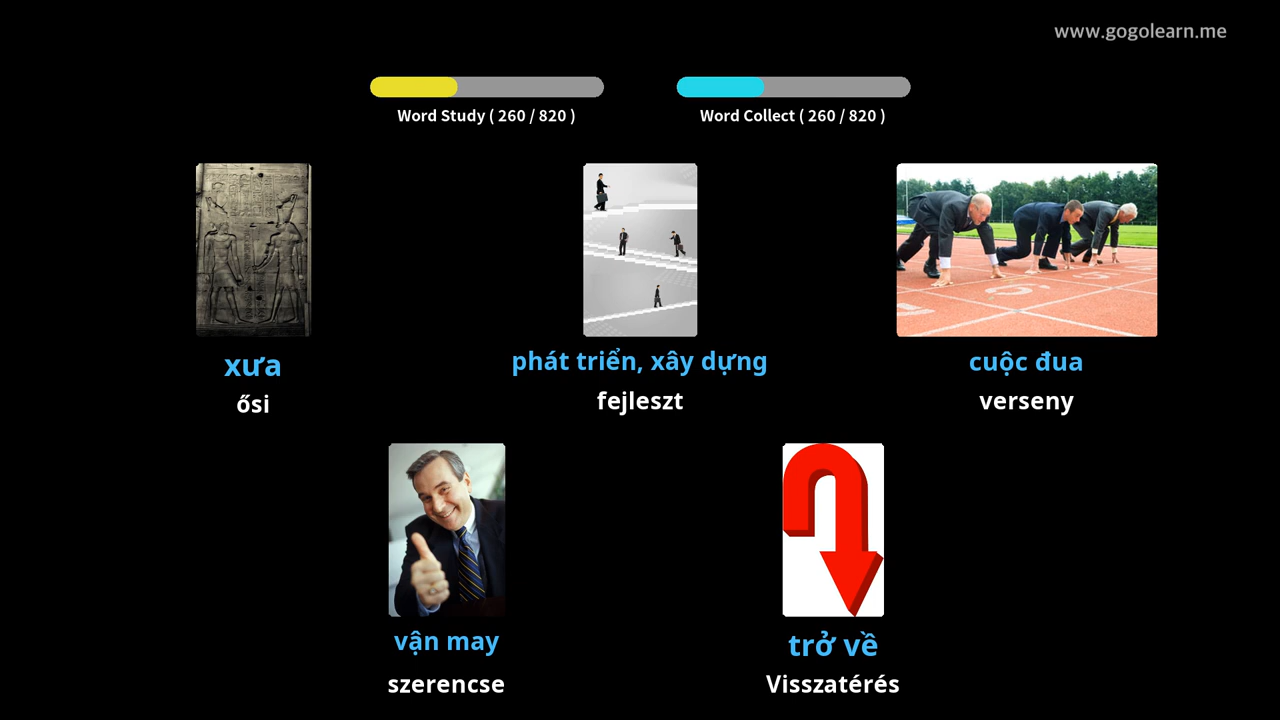 www.gogolearn.me
Word Study ( 260 / 820 )
Word Collect ( 260 / 820 )
xưa
ősi
phát triển, xây dựng
fejleszt
cuộc đua
verseny
vận may
szerencse
trở về
Visszatérés